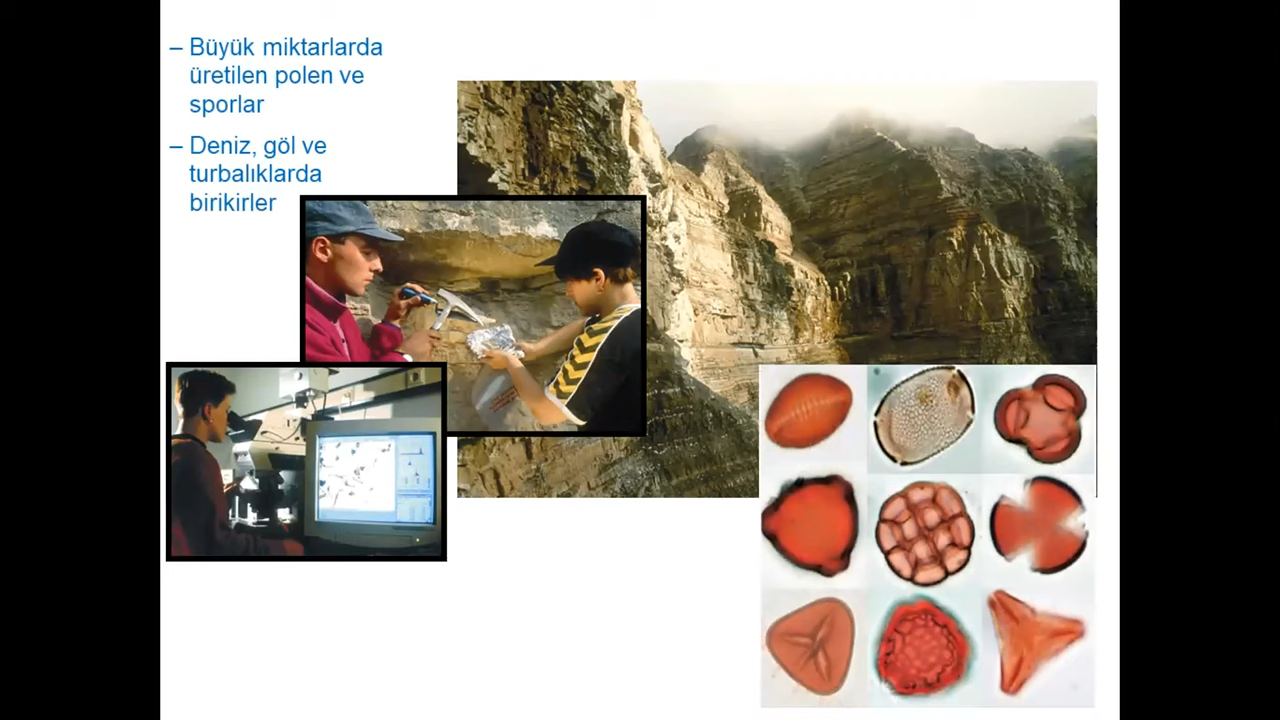 – Büyük miktarlarda
üretilen polen ve
sporlar
– Deniz, göl ve
turbalıklarda
birikirler